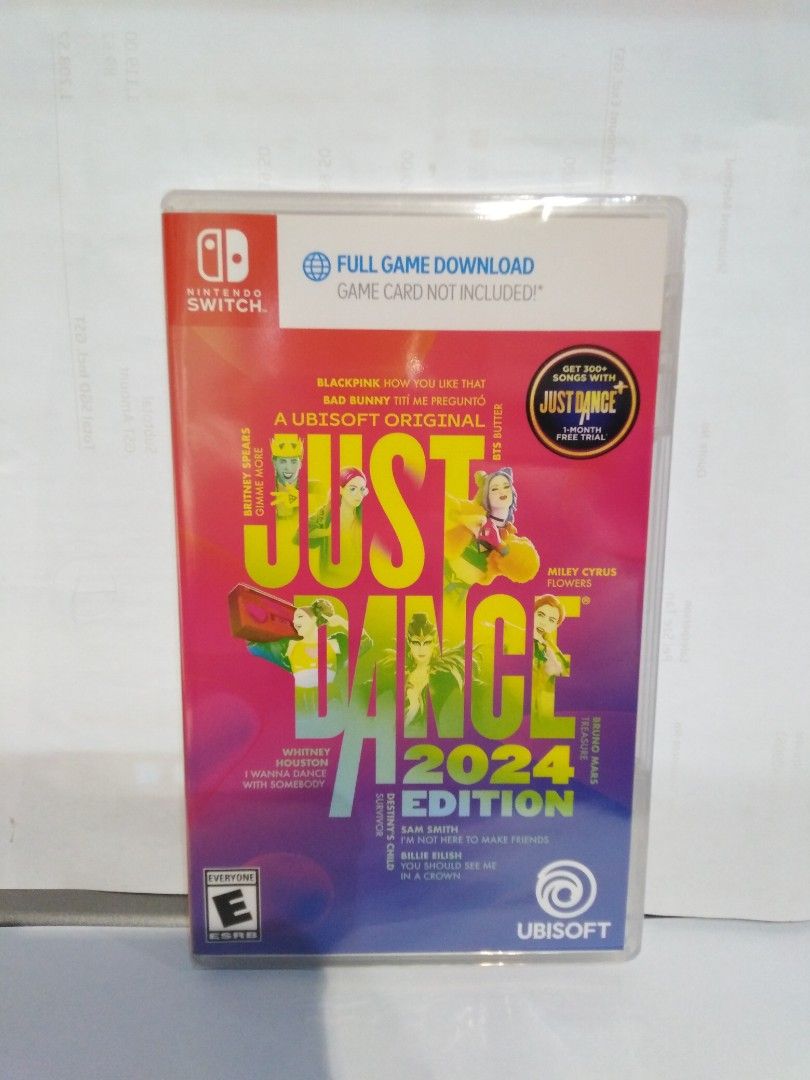 NINTENDO
SWITCH™
FULL GAME DOWNLOAD
GAME CARD NOT INCLUDED!*
GET 300+
SONGS WITH
JUST DANCE+
1-MONTH
FREE TRIAL
BLACKPINK HOW YOU LIKE THAT
BAD BUNNY TITÍ ME PREGUNTÓ
A UBISOFT ORIGINAL
BTS BUTTER
BRITNEY SPEARS
GIMME MORE
JUST
DANCE®
2024
EDITION
MILEY CYRUS
FLOWERS
BRUNO MARS
TREASURE
WHITNEY
HOUSTON
I WANNA DANCE
WITH SOMEBODY
DESTINY'S CHILD
SURVIVOR
SAM SMITH
I'M NOT HERE TO MAKE FRIENDS
BILLIE EILISH
YOU SHOULD SEE ME
IN A CROWN
EVERYONE
E
ESRB
UBISOFT